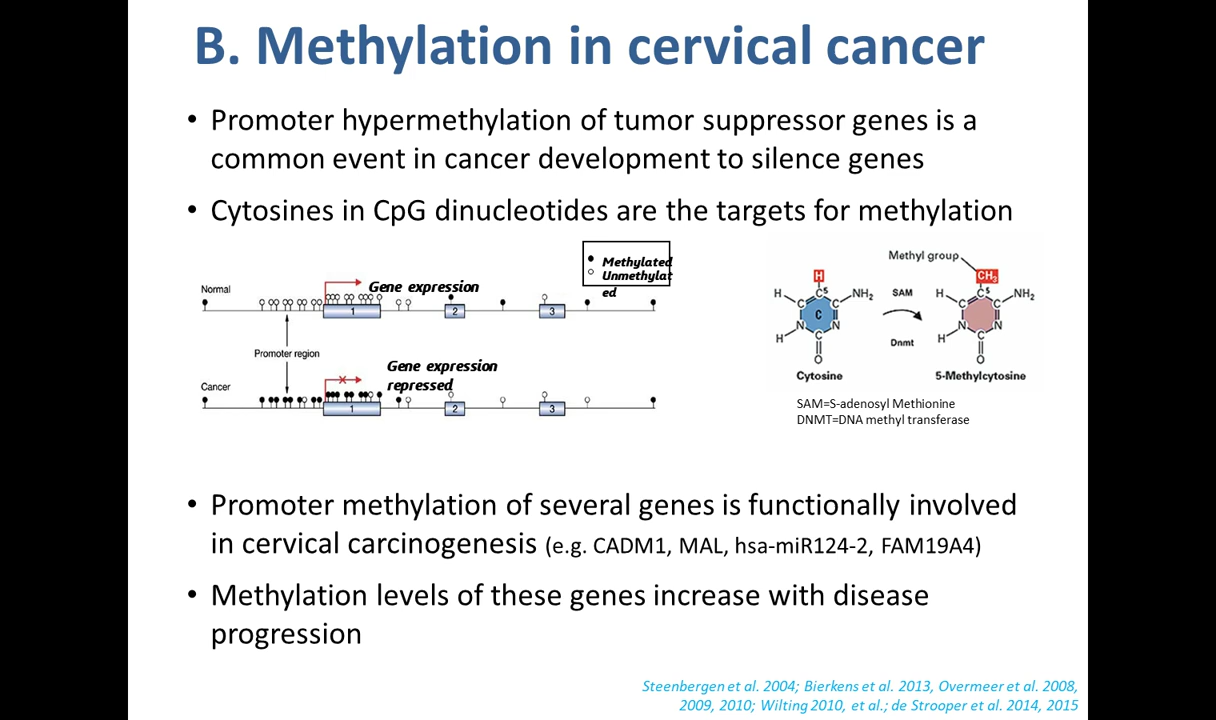 B. Methylation in cervical cancer
• Promoter hypermethylation of tumor suppressor genes is a
common event in cancer development to silence genes
• Cytosines in CpG dinucleotides are the targets for methylation
Methylated
Unmethylat
ed
Normal
Gene expression
1
2
3
Promoter region
Gene expression
repressed
Cancer
1
2
3
Methyl group
H
CH3
H
C
5
NH2
SAM
H
C
5
NH2
C
C
C
C
C
H
N
C
N
H
N
C
N
Dnmt
O
O
Cytosine
5-Methylcytosine
SAM=S-adenosyl Methionine
DNMT=DNA methyl transferase
• Promoter methylation of several genes is functionally involved
in cervical carcinogenesis (e.g. CADM1, MAL, hsa-miR124-2, FAM19A4)
• Methylation levels of these genes increase with disease
progression
Steenbergen et al. 2004; Bierkens et al. 2013, Overmeer et al. 2008,
2009, 2010; Wilting 2010, et al.; de Strooper et al. 2014, 2015